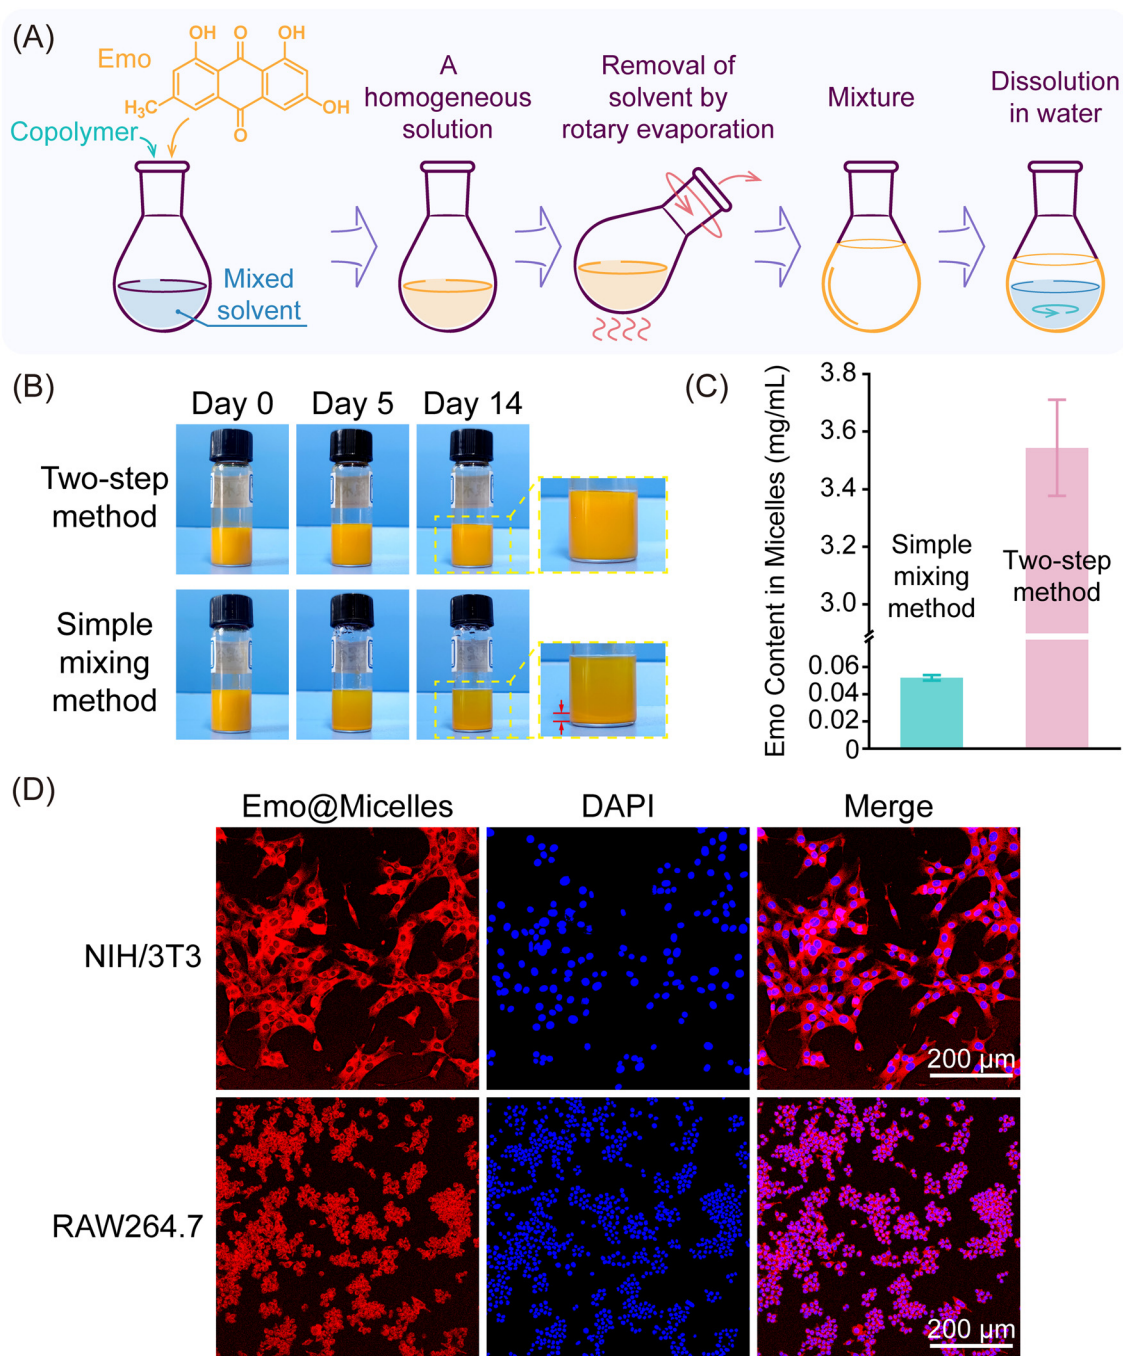 (A)
Emo
OH
O
OH
H₃C
OH
O
Copolymer
Mixed
solvent
A
homogeneous
solution
Removal of
solvent by
rotary evaporation
Mixture
Dissolution
in water
(B)
Day 0
Day 5
Day 14
Two-step
method
Simple
mixing
method
(C)
Emo Content in Micelles (mg/mL)
3.8
3.6
3.4
3.2
3.0
0.06
0.04
0.02
0
Simple
mixing
method
Two-step
method
(D)
Emo@Micelles
DAPI
Merge
NIH/3T3
200 μm
RAW264.7
200 μm